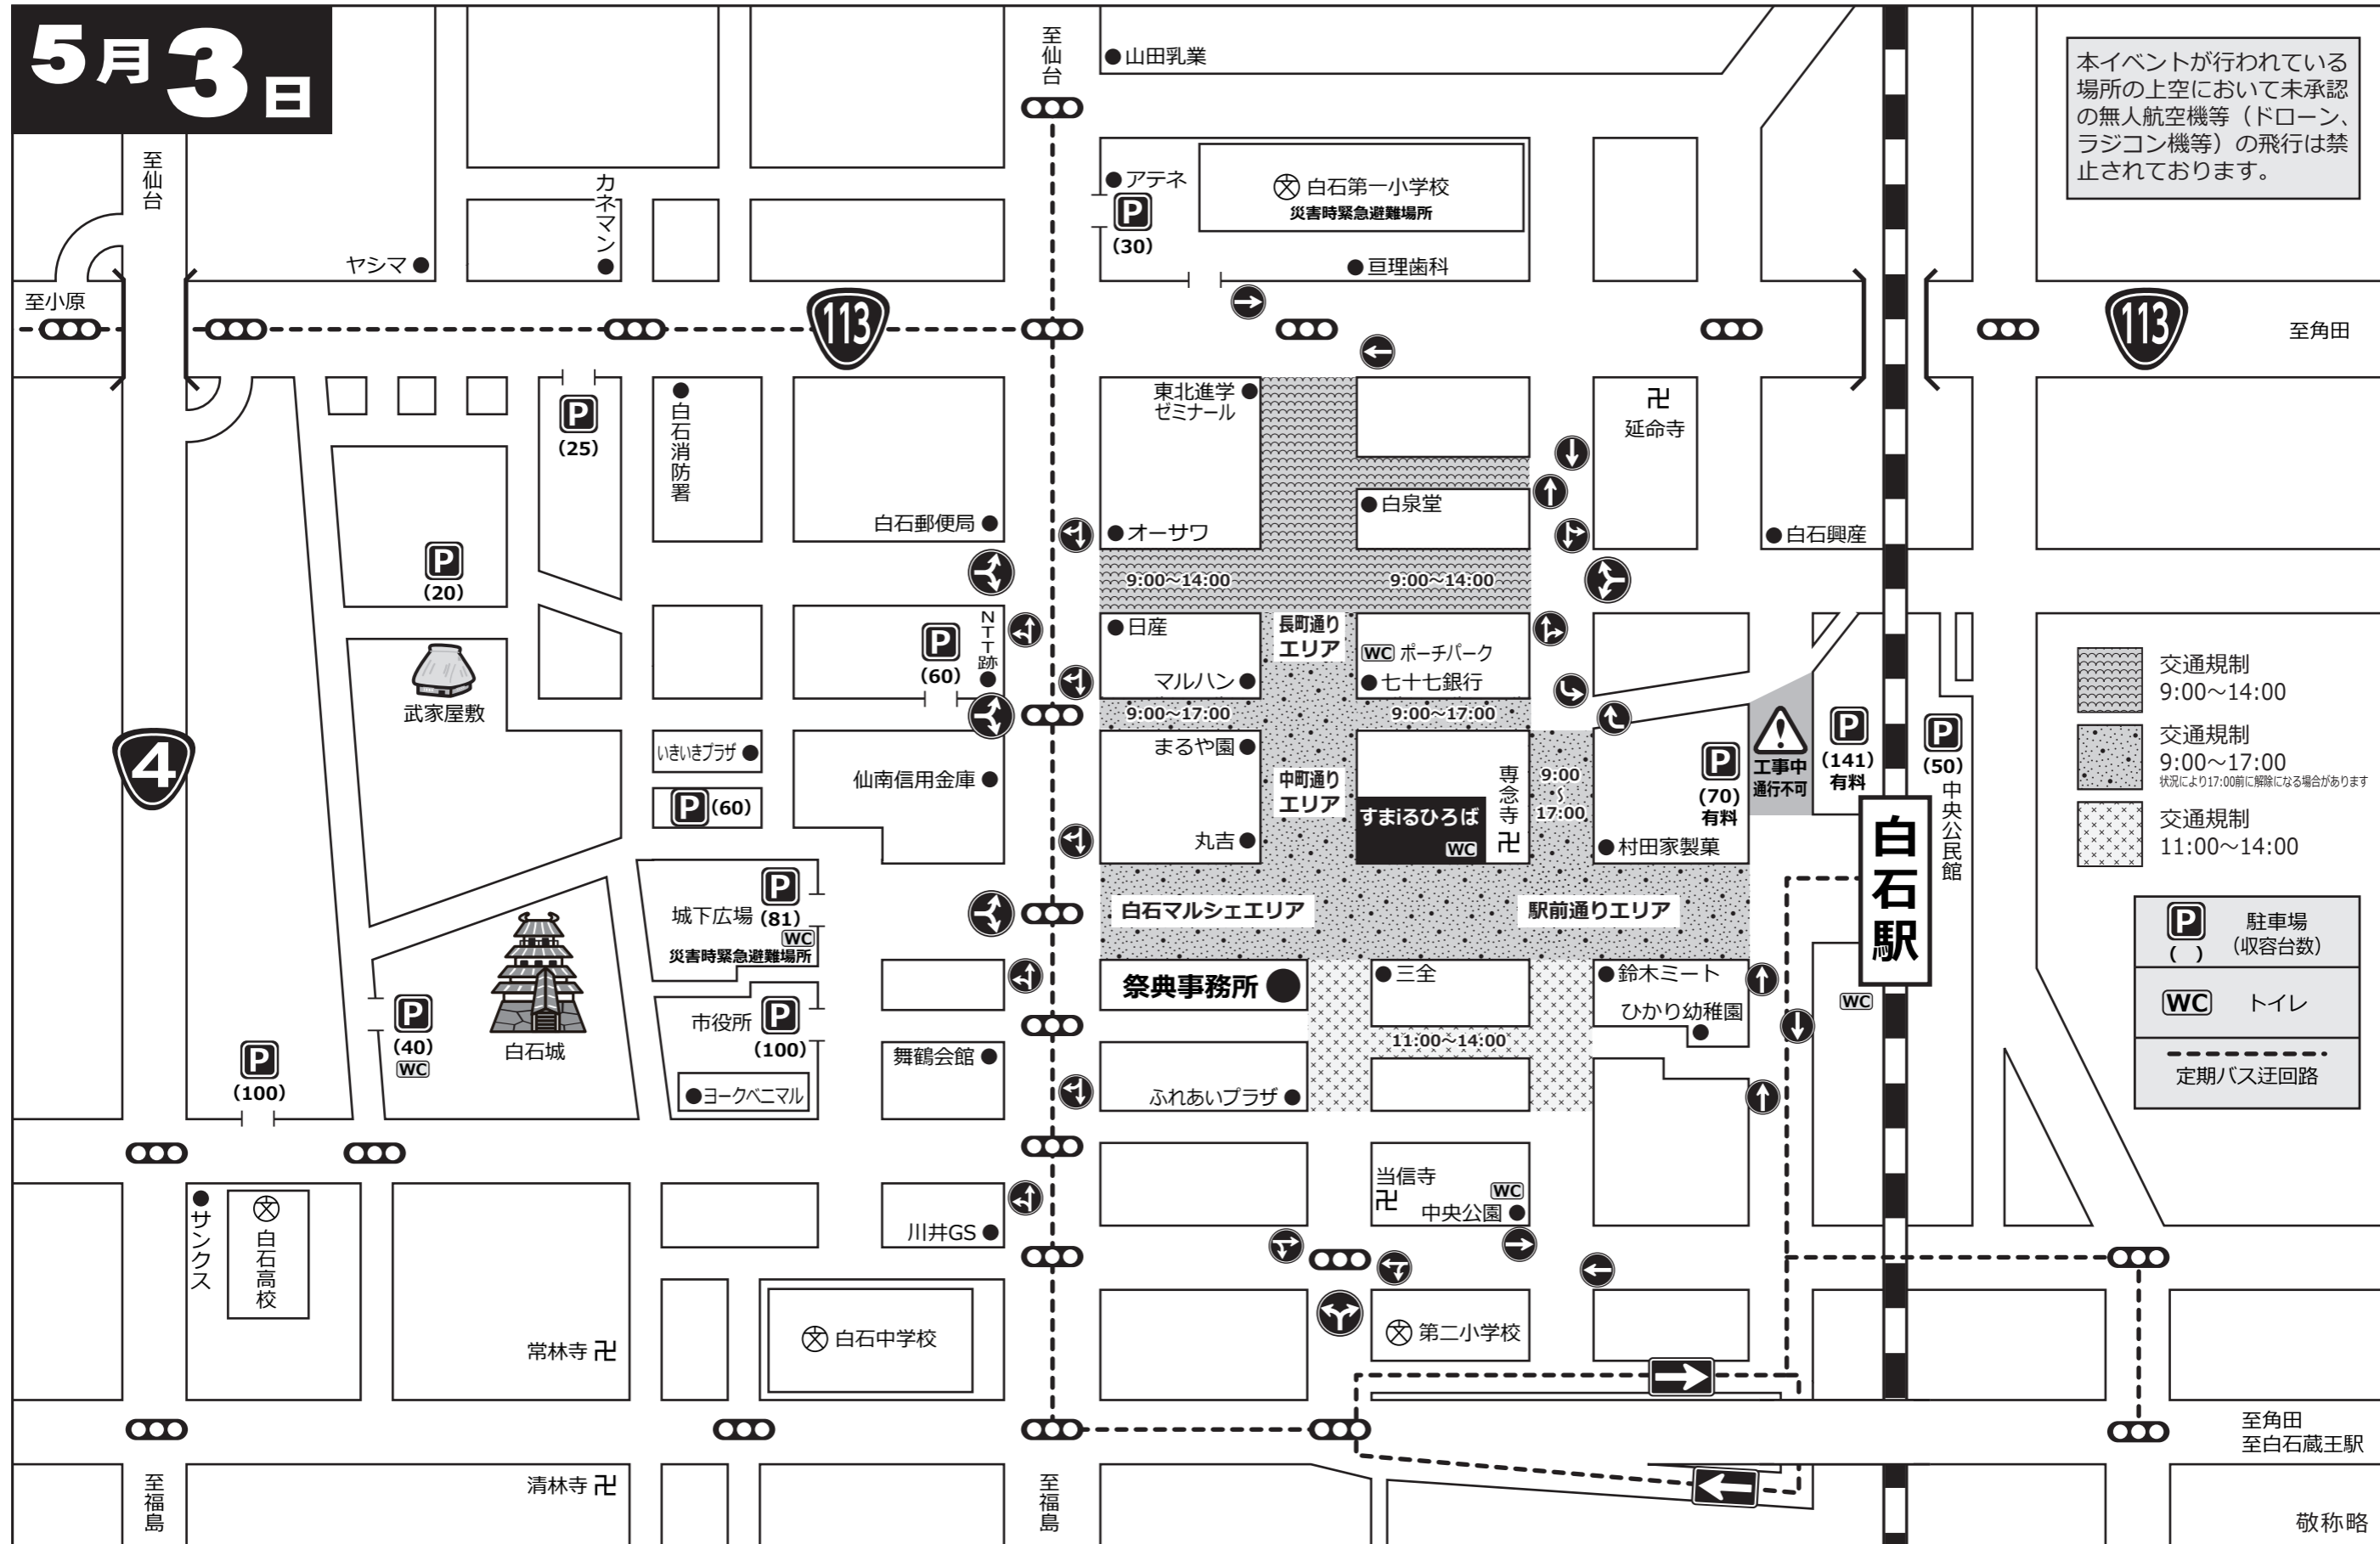 5月3日
至仙台
山田乳業
本イベントが行われている
場所の上空において未承認
の無人航空機等（ドローン、
ラジコン機等）の飛行は禁
止されております。
至仙台
カネマン
アテネ
P
(30)
白石第一小学校
災害時緊急避難場所
ヤシマ
亘理歯科
至小原
113
113
至角田
P
(25)
白石消防署
東北進学
ゼミナール
延命寺
白石郵便局
オーサワ
白泉堂
白石興産
P
(20)
9:00～14:00
9:00～14:00
武家屋敷
P
(60)
NTT跡
日産
長町通り
エリア
WC ポーチパーク
マルハン
七十七銀行
9:00～17:00
9:00～17:00
交通規制
9:00～14:00
交通規制
9:00～17:00
状況により17:00前に解除になる場合があります
交通規制
11:00～14:00
4
いきいきプラザ
P (60)
仙南信用金庫
まるや園
中町通り
エリア
丸吉
すまiるひろば
WC
専念寺
9:00
～
17:00
P
(70)
有料
村田家製菓
工事中
通行不可
P
(141)
有料
P
(50)
中央公民館
白石駅
P
城下広場 (81)
WC
災害時緊急避難場所
白石マルシェエリア
駅前通りエリア
P
( )
駐車場
（収容台数）
WC
トイレ
定期バス迂回路
白石城
P
(40)
WC
P
(100)
市役所 P
(100)
ヨークベニマル
舞鶴会館
祭典事務所
三全
鈴木ミート
ひかり幼稚園
WC
11:00～14:00
ふれあいプラザ
サンクス
白石高校
川井GS
当信寺
WC
中央公園
常林寺
白石中学校
第二小学校
至角田
至白石蔵王駅
清林寺
至福島
至福島
敬称略